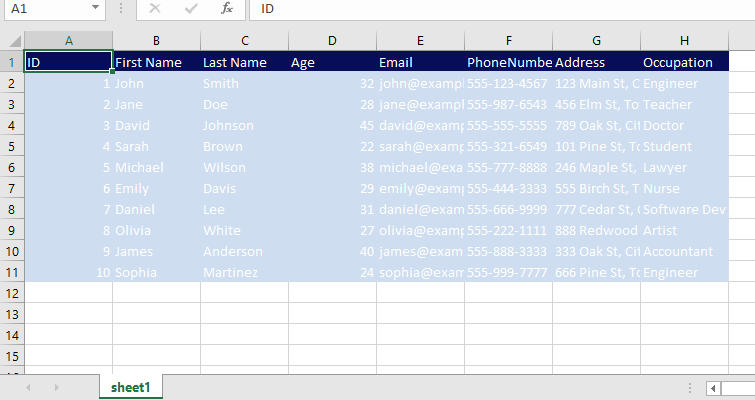 A1 fx ID
A B C D E F G H
1 ID First Name Last Name Age Email PhoneNumbe Address Occupation
2 1 John Smith 32 john@exampl 555-123-4567 123 Main St, C Engineer
3 2 Jane Doe 28 jane@exampl 555-987-6543 456 Elm St, To Teacher
4 3 David Johnson 45 david@examp 555-555-5555 789 Oak St, Cit Doctor
5 4 Sarah Brown 22 sarah@examp 555-321-6549 101 Pine St, To Student
6 5 Michael Wilson 38 michael@exa 555-777-8888 246 Maple St, Lawyer
7 6 Emily Davis 29 emily@examp 555-444-3333 555 Birch St, T Nurse
8 7 Daniel Lee 31 daniel@exam 555-666-9999 777 Cedar St, Software Dev
9 8 Olivia White 27 olivia@examp 555-222-1111 888 Redwood Artist
10 9 James Anderson 40 james@exam 555-888-3333 333 Oak St, Cit Accountant
11 10 Sophia Martinez 24 sophia@exam 555-999-7777 666 Pine St, To Engineer
12
13
14
15
sheet1